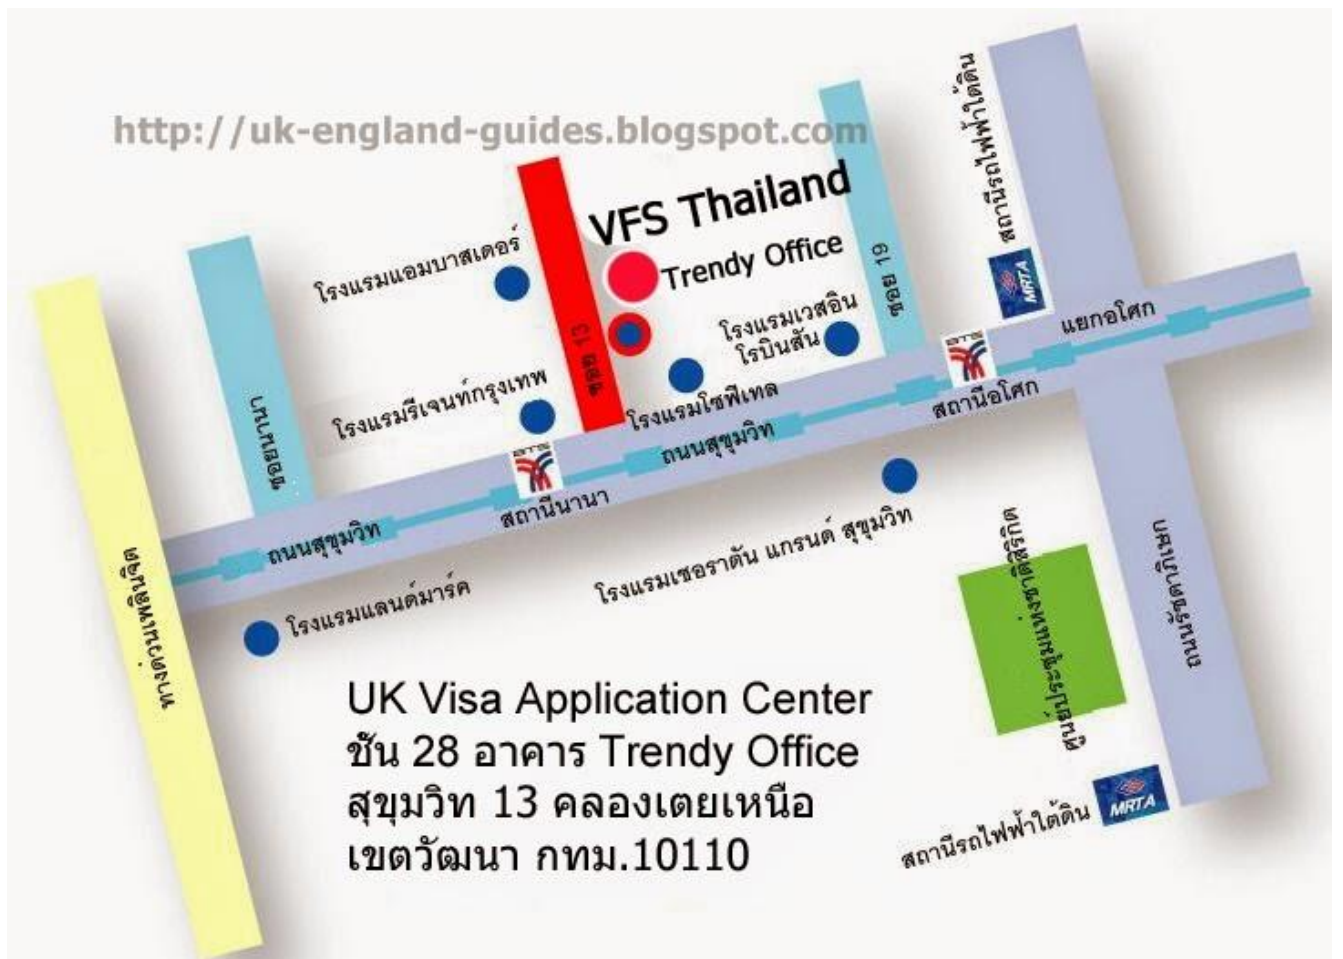 http://uk-england-guides.blogspot.com
สถานีรถไฟฟ้าใต้ดิน
VFS Thailand
Trendy Office
โรงแรมแอมบาสเดอร์
ซอย 19
MRTA
ซอย 13
โรงแรมเวสอิน
โรบินสัน
แยกอโศก
โรงแรมรีเจนท์กรุงเทพ
โรงแรมโซฟีเทล
สถานีอโศก
ซอยนานา
ถนนสุขุมวิท
สถานีนานา
ถนนสุขุมวิท
โรงแรมเชอราตัน แกรนด์ สุขุมวิท
ศูนย์ประชุมแห่งชาติสิริกิต
ถนนรัชดาภิเษก
ทางด่วนเพลินจิต
โรงแรมแลนด์มาร์ค
UK Visa Application Center
ชั้น 28 อาคาร Trendy Office
สุขุมวิท 13 คลองเตยเหนือ
เขตวัฒนา กทม.10110
MRTA
สถานีรถไฟฟ้าใต้ดิน